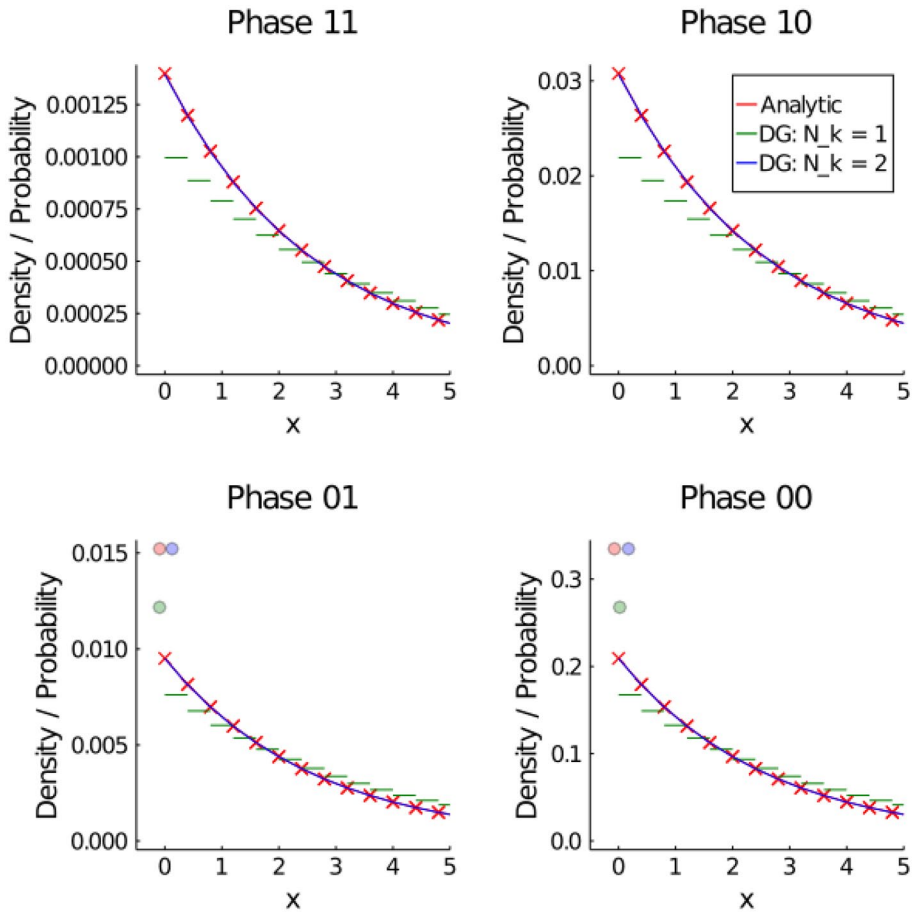 Phase 11
Density / Probability
0.00125
0.00100
0.00075
0.00050
0.00025
0.00000
0 1 2 3 4 5
x
Phase 10
Density / Probability
0.03
0.02
0.01
0.00
Analytic
DG: N_k = 1
DG: N_k = 2
0 1 2 3 4 5
x
Phase 01
Density / Probability
0.015
0.010
0.005
0.000
0 1 2 3 4 5
x
Phase 00
Density / Probability
0.3
0.2
0.1
0.0
0 1 2 3 4 5
x